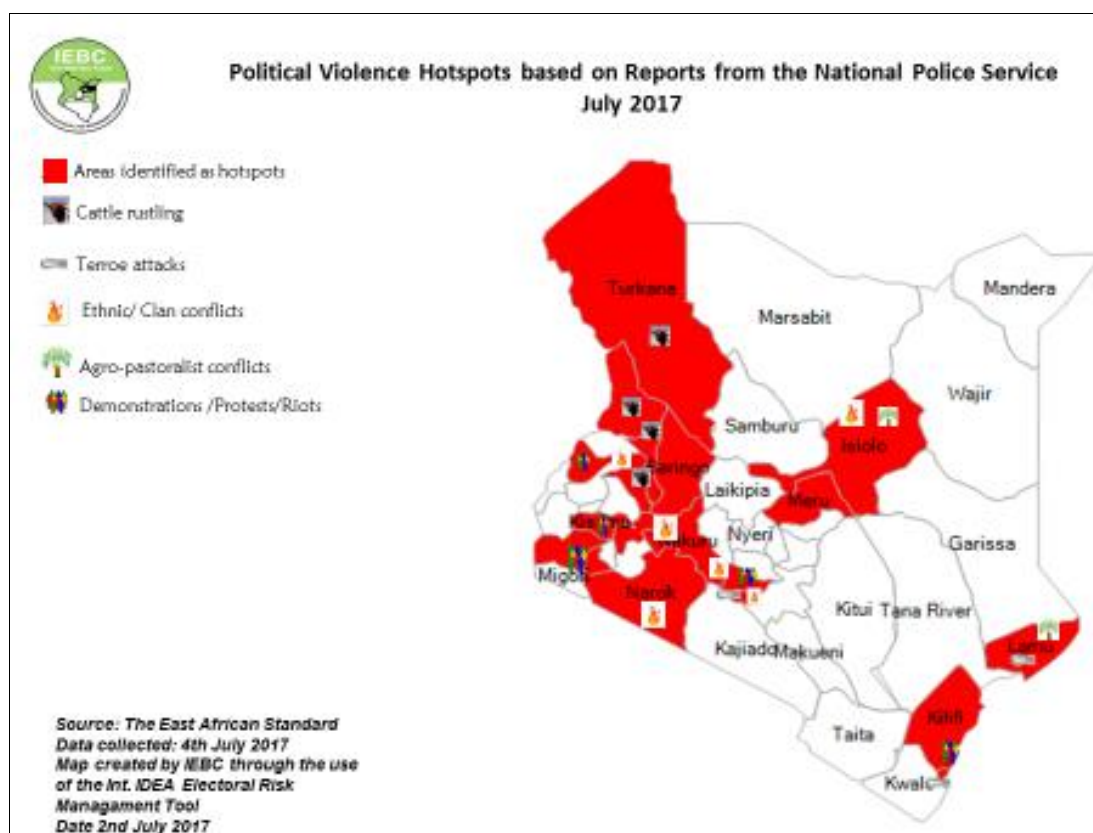 IEBC
Political Violence Hotspots based on Reports from the National Police Service
July 2017
Areas identified as hotspots
Cattle rustling
Terroe attacks
Ethnic/ Clan conflicts
Agro-pastoralist conflicts
Demonstrations /Protests/Riots
Turkana
Mandera
Marsabit
Wajir
Samburu
Isiolo
Baringo
Laikipia
Meru
Nyeri
Nakuru
Garissa
Migori
Narok
Kitui
Tana River
Kajiado
Makueni
Lamu
Kilifi
Taita
Kwale
Source: The East African Standard
Data collected: 4th July 2017
Map created by IEBC through the use
of the Int. IDEA Electoral Risk
Managament Tool
Date 2nd July 2017